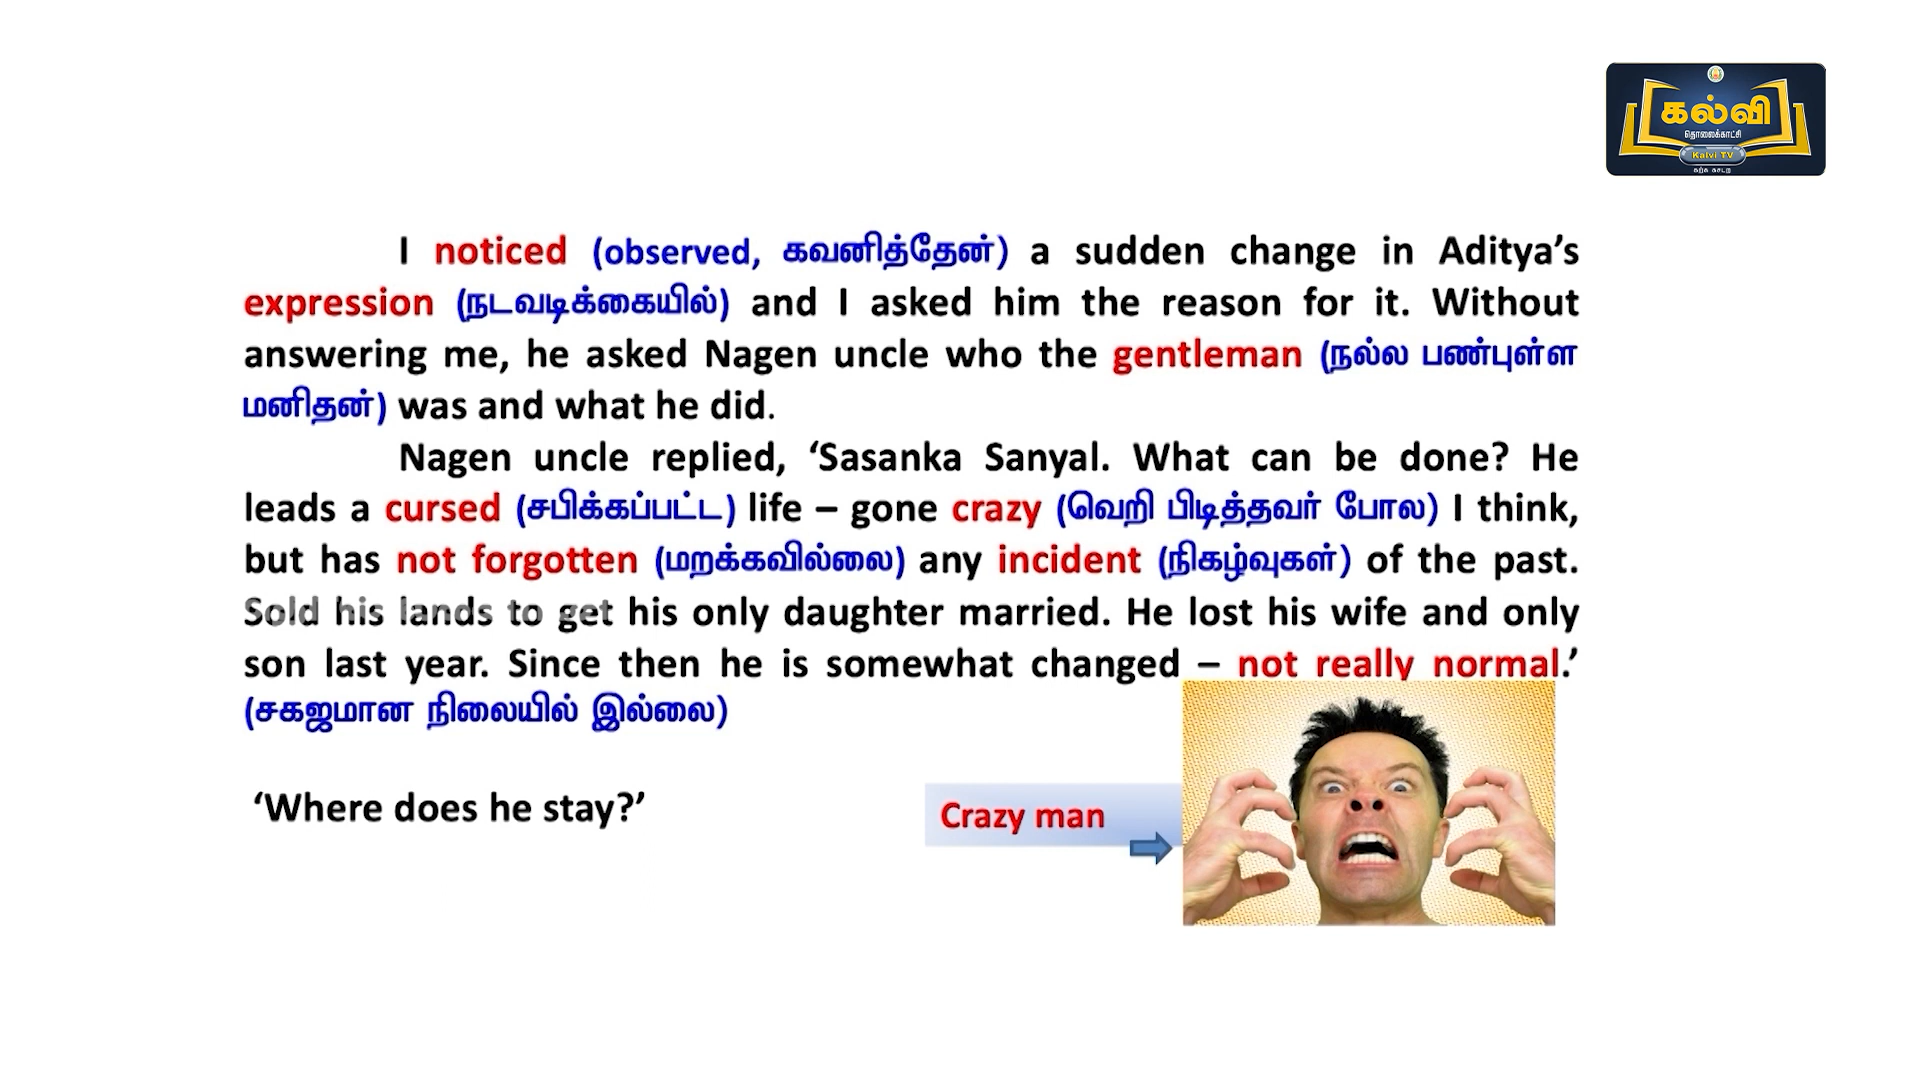 கல்வி
தொலைக்காட்சி
Kalvi TV
கற்க கசடற
I noticed (observed, கவனித்தேன்) a sudden change in Aditya’s
expression (நடவடிக்கையில்) and I asked him the reason for it. Without
answering me, he asked Nagen uncle who the gentleman (நல்ல பண்புள்ள
மனிதன்) was and what he did.
Nagen uncle replied, ‘Sasanka Sanyal. What can be done? He
leads a cursed (சபிக்கப்பட்ட) life – gone crazy (வெறி பிடித்தவர் போல) I think,
but has not forgotten (மறக்கவில்லை) any incident (நிகழ்வுகள்) of the past.
Sold his lands to get his only daughter married. He lost his wife and only
son last year. Since then he is somewhat changed – not really normal.’
(சகஜமான நிலையில் இல்லை)
‘Where does he stay?’
Crazy man